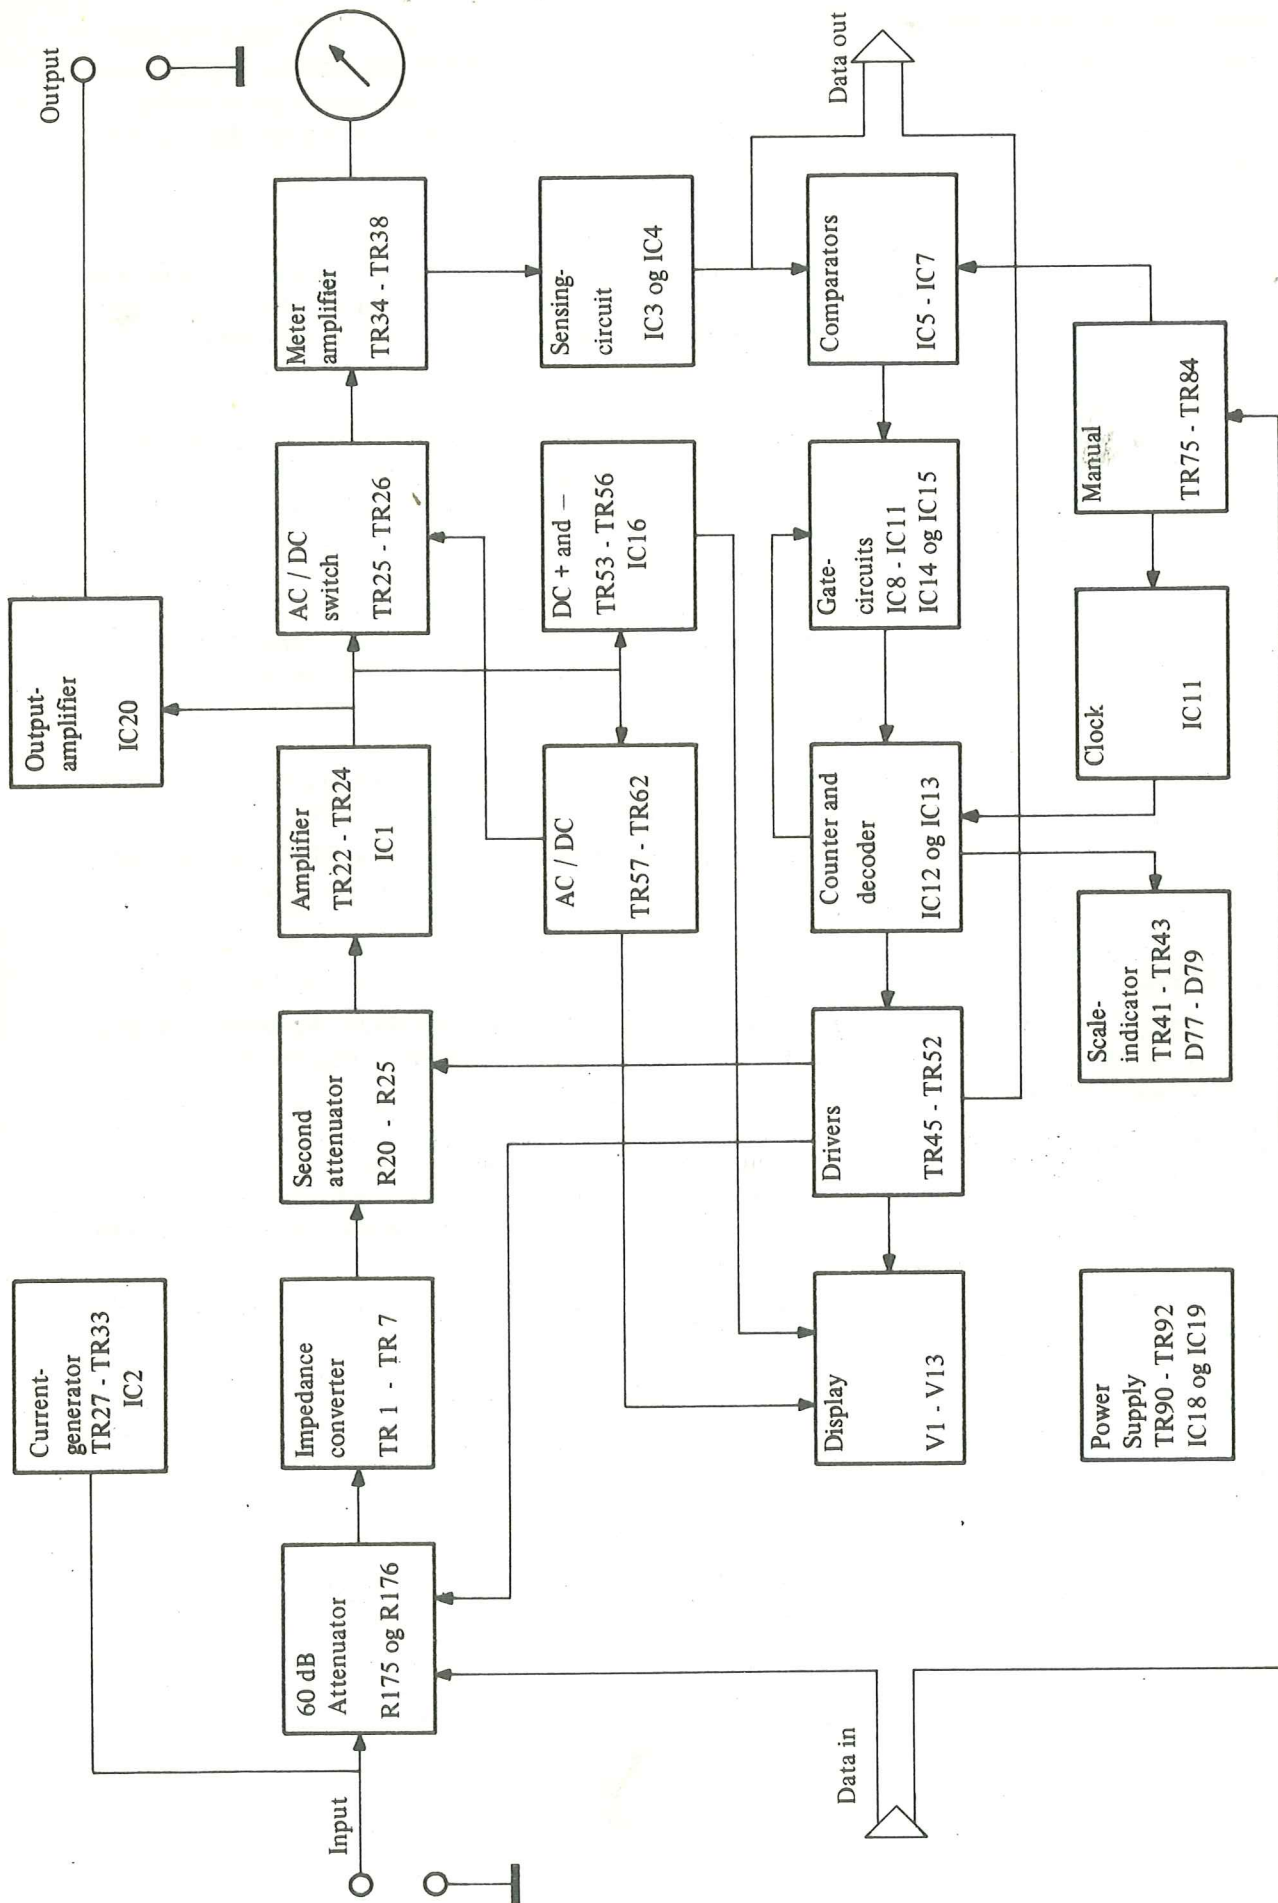 Output
Current-
generator
TR27 - TR33
IC2
Output-
amplifier
IC20
Input
60 dB
Attenuator
R175 og R176
Impedance
converter
TR 1 - TR 7
Second
attenuator
R20 - R25
Amplifier
TR22 - TR24
IC1
AC / DC
switch
TR25 - TR26
Meter
amplifier
TR34 - TR38
AC / DC
TR57 - TR62
DC + and −
TR53 - TR56
IC16
Sensing-
circuit
IC3 og IC4
Data in
Display
V1 - V13
Drivers
TR45 - TR52
Counter and
decoder
IC12 og IC13
Gate-
circuits
IC8 - IC11
IC14 og IC15
Comparators
IC5 - IC7
Data out
Power
Supply
TR90 - TR92
IC18 og IC19
Scale-
indicator
TR41 - TR43
D77 - D79
Clock
IC11
Manual
TR75 - TR84